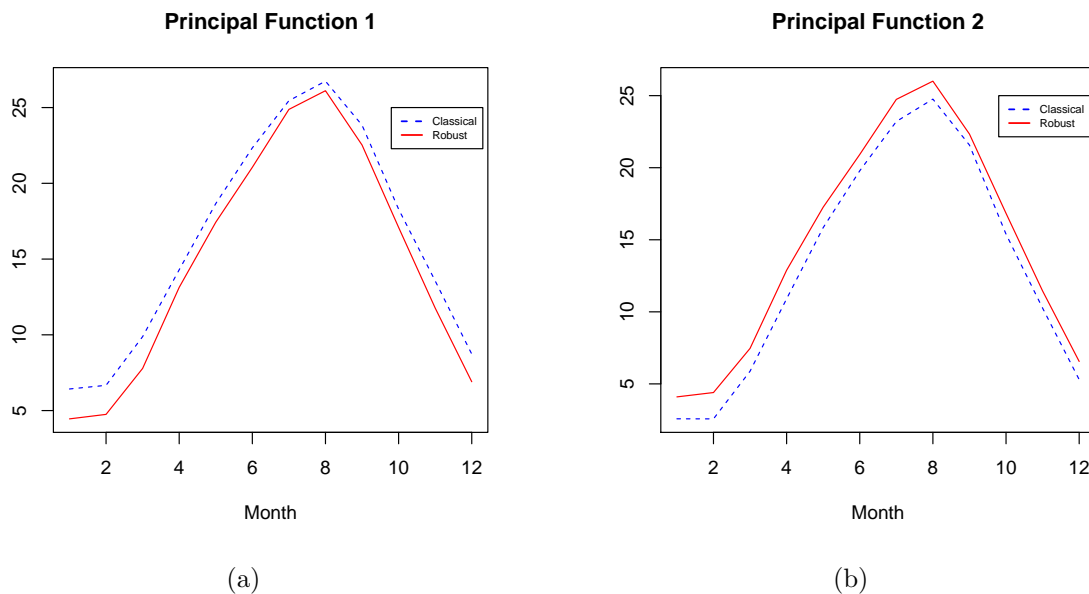 Principal Function 1
25
20
15
10
5
Classical
Robust
2 4 6 8 10 12
Month
(a)
Principal Function 2
25
20
15
10
5
Classical
Robust
2 4 6 8 10 12
Month
(b)